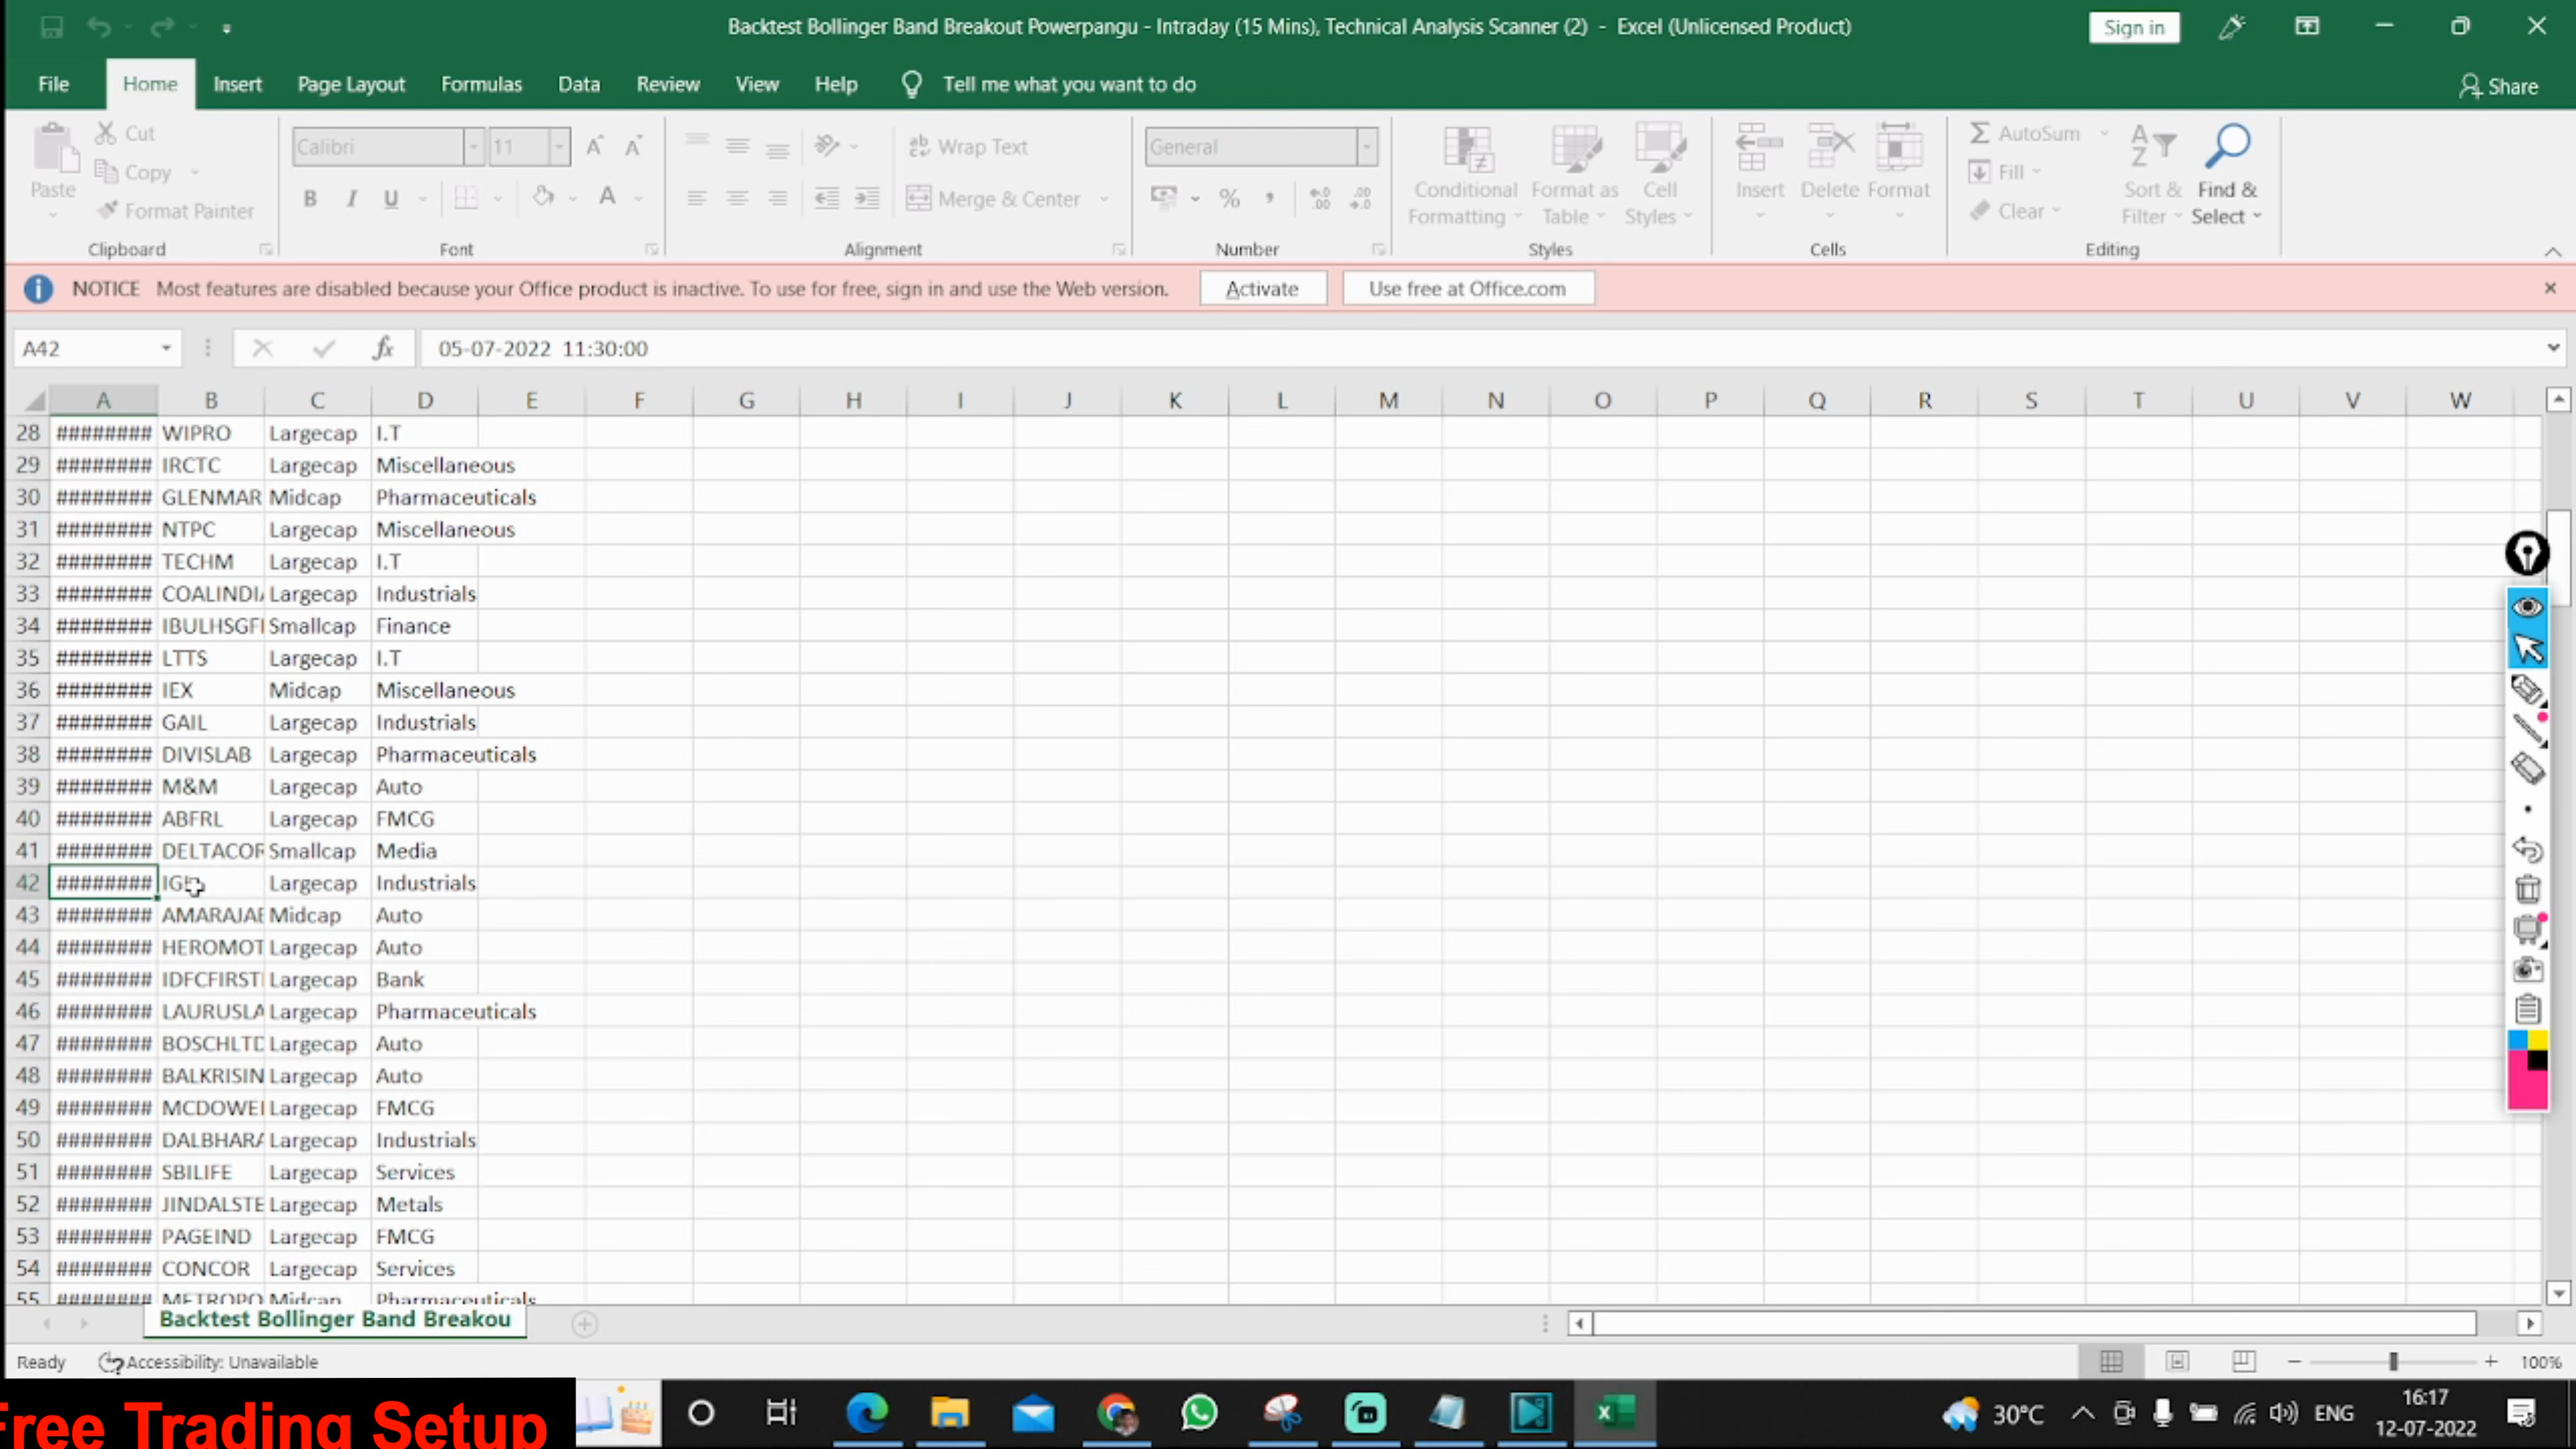 Backtest Bollinger Band Breakout Powerpangu - Intraday (15 Mins), Technical Analysis Scanner (2) - Excel (Unlicensed Product)
Sign in
File Home Insert Page Layout Formulas Data Review View Help Tell me what you want to do Share
Cut Calibri 11 Wrap Text General AutoSum
Copy Fill
Paste Conditional Format as Cell Insert Delete Format Sort & Find &
Format Painter B I U Merge & Center Formatting Table Styles Clear Filter Select
Clipboard Font Alignment Number Styles Cells Editing
NOTICE Most features are disabled because your Office product is inactive. To use for free, sign in and use the Web version. Activate Use free at Office.com
A42 fx 05-07-2022 11:30:00
A B C D E F G H I J K L M N O P Q R S T U V W
28 ######## WIPRO Largecap I.T
29 ######## IRCTC Largecap Miscellaneous
30 ######## GLENMAR Midcap Pharmaceuticals
31 ######## NTPC Largecap Miscellaneous
32 ######## TECHM Largecap I.T
33 ######## COALINDI Largecap Industrials
34 ######## IBULHSGF Smallcap Finance
35 ######## LTTS Largecap I.T
36 ######## IEX Midcap Miscellaneous
37 ######## GAIL Largecap Industrials
38 ######## DIVISLAB Largecap Pharmaceuticals
39 ######## M&M Largecap Auto
40 ######## ABFRL Largecap FMCG
41 ######## DELTACOR Smallcap Media
42 ######## Largecap Industrials
43 ######## AMARAJAB Midcap Auto
44 ######## HEROMOT Largecap Auto
45 ######## IDFCFIRST Largecap Bank
46 ######## LAURUSLA Largecap Pharmaceuticals
47 ######## BOSCHLTD Largecap Auto
48 ######## BALKRISIN Largecap Auto
49 ######## MCDOWE Largecap FMCG
50 ######## DALBHARA Largecap Industrials
51 ######## SBILIFE Largecap Services
52 ######## JINDALSTE Largecap Metals
53 ######## PAGEIND Largecap FMCG
54 ######## CONCOR Largecap Services
55 ######## METROPO Midcap Pharmaceuticals
Backtest Bollinger Band Breakou
Ready Accessibility: Unavailable 100%
Free Trading Setup
30°C ENG 16:17
12-07-2022